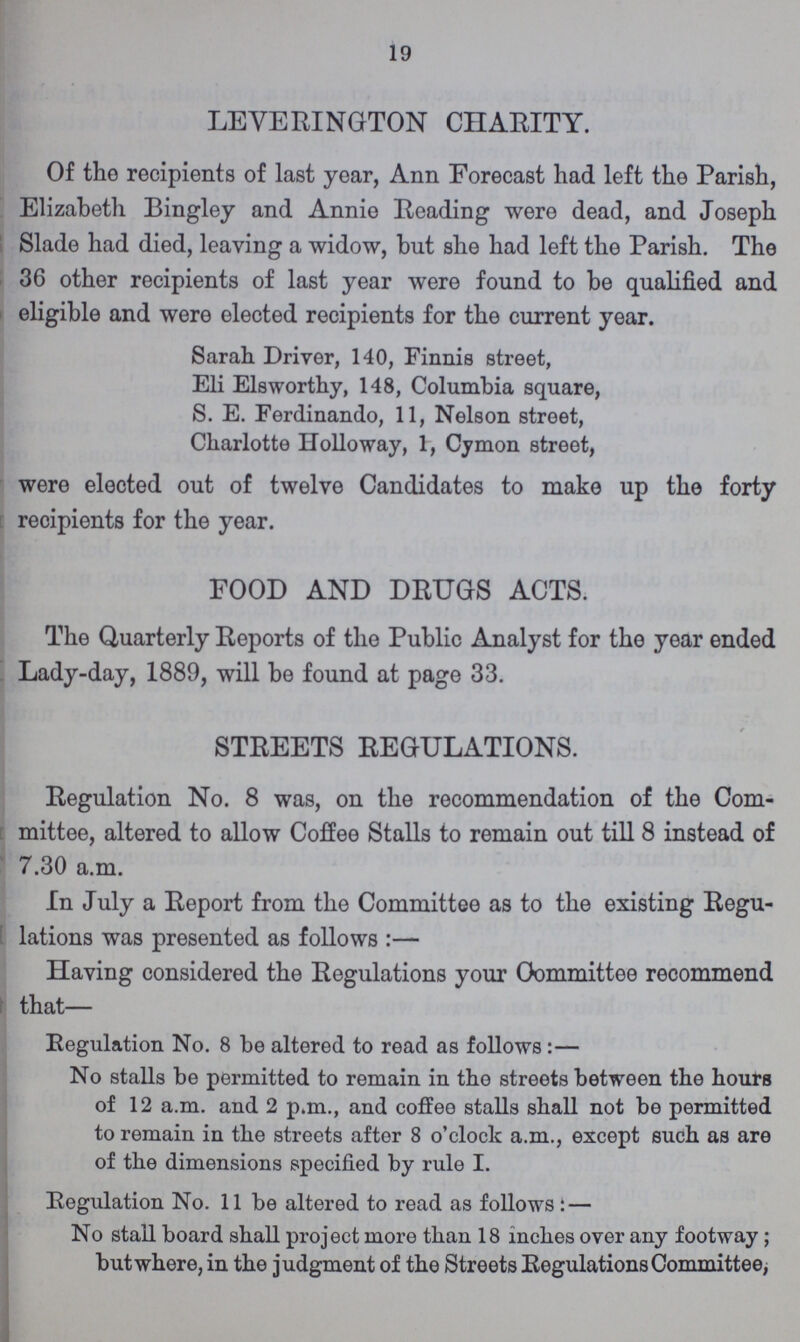 19
LEVERINGTON CHARITY.
Of the recipients of last year, Ann Forecast had left the Parish,
Elizabeth Bingley and Annie Reading were dead, and Joseph
Slade had died, leaving a widow, but she had left the Parish. The
36 other recipients of last year were found to be qualified and
eligible and were elected recipients for the current year.
Sarah Driver, 140, Finnis street,
Eli Elsworthy, 148, Columbia square,
S. E. Ferdinando, 11, Nelson street,
Charlotte Holloway, 1, Cymon street,
were elected out of twelve Candidates to make up the forty
recipients for the year.
FOOD AND DRUGS ACTS.
The Quarterly Reports of the Public Analyst for the year ended
Lady-day, 1889, will be found at page 33.
STREETS REGULATIONS.
Regulation No. 8 was, on the recommendation of the Com-
mittee, altered to allow Coffee Stalls to remain out till 8 instead of
7.30 a.m.
In July a Report from the Committee as to the existing Regu-
lations was presented as follows :—
Having considered the Regulations your Committee recommend
that—
Regulation No. 8 be altered to read as follows :—
No stalls be permitted to remain in the streets between the hours
of 12 a.m. and 2 p.m., and coffee stalls shall not be permitted
to remain in the streets after 8 o'clock a.m., except such as are
of the dimensions specified by rule I.
Regulation No. 11 be altered to read as follows :—
No stall board shall project more than 18 inches over any footway ;
but where, in the judgment of the Streets Regulations Committee,